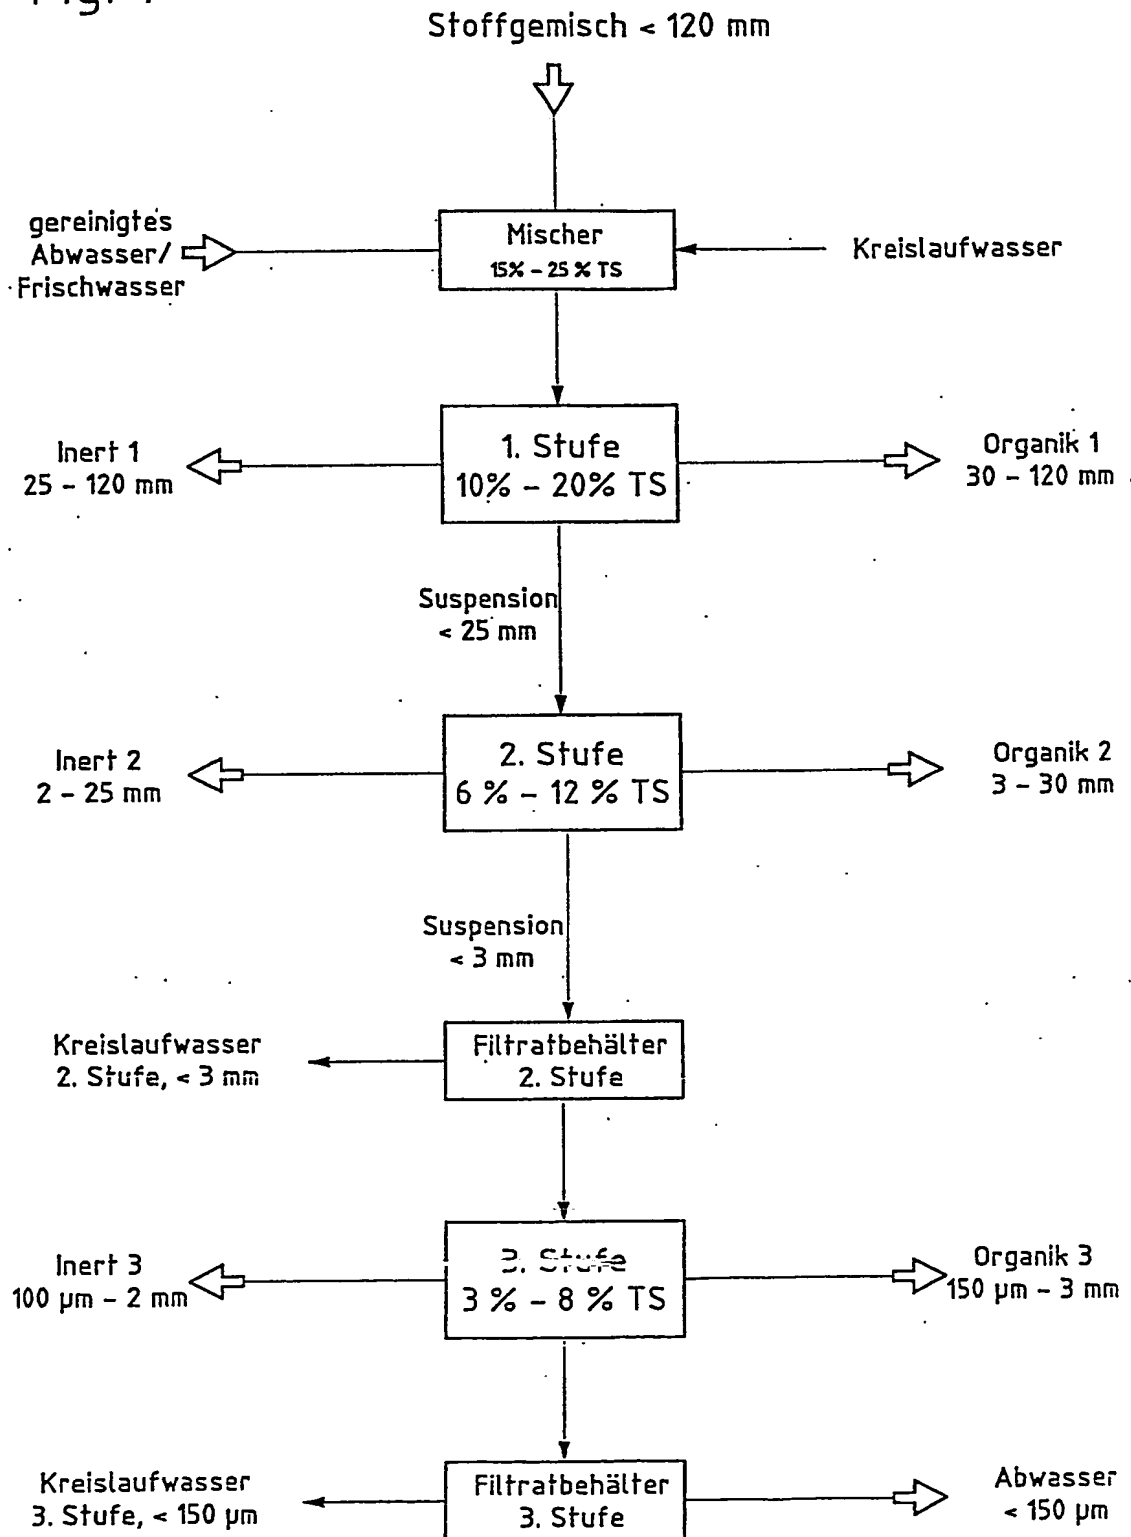 Stoffgemisch < 120 mm
gereinigtes
Abwasser/
Frischwasser
Mischer
15% – 25 % TS
Kreislaufwasser
Inert 1
25 – 120 mm
1. Stufe
10% – 20% TS
Organik 1
30 – 120 mm
Suspension
< 25 mm
Inert 2
2 – 25 mm
2. Stufe
6 % – 12 % TS
Organik 2
3 – 30 mm
Suspension
< 3 mm
Kreislaufwasser
2. Stufe, < 3 mm
Filtratbehälter
2. Stufe
Inert 3
100 µm – 2 mm
3. Stufe
3 % – 8 % TS
Organik 3
150 µm – 3 mm
Kreislaufwasser
3. Stufe, < 150 µm
Filtratbehälter
3. Stufe
Abwasser
< 150 µm